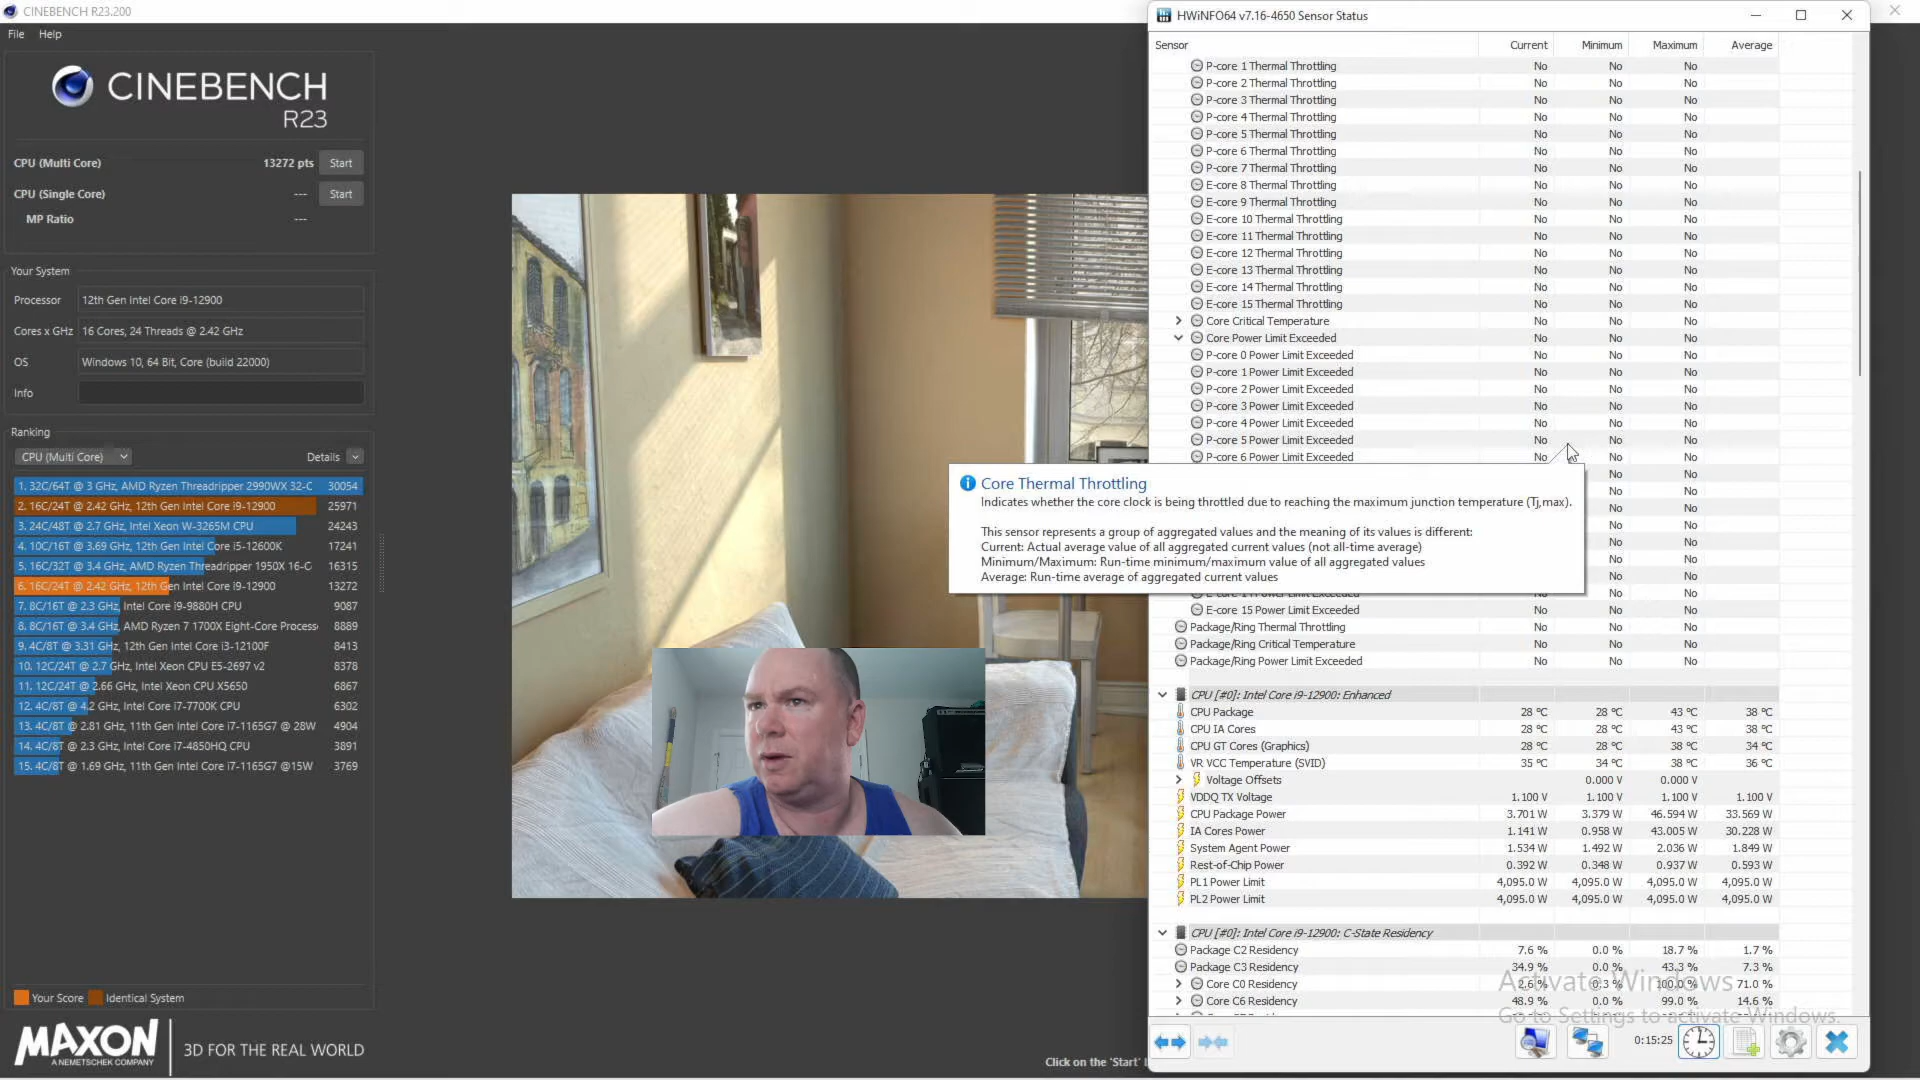 CINEBENCH R23.200
File Help
CINEBENCH
R23
CPU (Multi Core) 13272 pts Start
CPU (Single Core) --- Start
MP Ratio ---
Your System
Processor 12th Gen Intel Core i9-12900
Cores x GHz 16 Cores, 24 Threads @ 2.42 GHz
OS Windows 10, 64 Bit, Core (build 22000)
Info
Ranking
CPU (Multi Core) Details
1. 32C/64T @ 3 GHz, AMD Ryzen Threadripper 2990WX 32-C 30054
2. 16C/24T @ 2.42 GHz, 12th Gen Intel Core i9-12900 25971
3. 24C/48T @ 2.7 GHz, Intel Xeon W-3265M CPU 24243
4. 10C/16T @ 3.69 GHz, 12th Gen Intel Core i5-12600K 17241
5. 16C/32T @ 3.4 GHz, AMD Ryzen Threadripper 1950X 16-C 16315
6. 16C/24T @ 2.42 GHz, 12th Gen Intel Core i9-12900 13272
7. 8C/16T @ 2.3 GHz, Intel Core i9-9880H CPU 9087
8. 8C/16T @ 3.4 GHz, AMD Ryzen 7 1700X Eight-Core Process 8889
9. 4C/8T @ 3.31 GHz, 12th Gen Intel Core i3-12100F 8413
10. 12C/24T @ 2.7 GHz, Intel Xeon CPU E5-2697 v2 8378
11. 12C/24T @ 2.66 GHz, Intel Xeon CPU X5650 6867
12. 4C/8T @ 4.2 GHz, Intel Core i7-7700K CPU 6302
13. 4C/8T @ 2.81 GHz, 11th Gen Intel Core i7-1165G7 @ 28W 4904
14. 4C/8T @ 2.3 GHz, Intel Core i7-4850HQ CPU 3891
15. 4C/8T @ 1.69 GHz, 11th Gen Intel Core i7-1165G7 @15W 3769
Your Score Identical System
MAXON
A NEMETSCHEK COMPANY
3D FOR THE REAL WORLD
Click on the 'Start'
HWiNFO64 v7.16-4650 Sensor Status
Sensor Current Minimum Maximum Average
P-core 1 Thermal Throttling No No No
P-core 2 Thermal Throttling No No No
P-core 3 Thermal Throttling No No No
P-core 4 Thermal Throttling No No No
P-core 5 Thermal Throttling No No No
P-core 6 Thermal Throttling No No No
P-core 7 Thermal Throttling No No No
E-core 8 Thermal Throttling No No No
E-core 9 Thermal Throttling No No No
E-core 10 Thermal Throttling No No No
E-core 11 Thermal Throttling No No No
E-core 12 Thermal Throttling No No No
E-core 13 Thermal Throttling No No No
E-core 14 Thermal Throttling No No No
E-core 15 Thermal Throttling No No No
Core Critical Temperature No No No
Core Power Limit Exceeded No No No
P-core 0 Power Limit Exceeded No No No
P-core 1 Power Limit Exceeded No No No
P-core 2 Power Limit Exceeded No No No
P-core 3 Power Limit Exceeded No No No
P-core 4 Power Limit Exceeded No No No
P-core 5 Power Limit Exceeded No No No
P-core 6 Power Limit Exceeded No No No
Core Thermal Throttling
Indicates whether the core clock is being throttled due to reaching the maximum junction temperature (Tj,max).
This sensor represents a group of aggregated values and the meaning of its values is different:
Current: Actual average value of all aggregated current values (not all-time average)
Minimum/Maximum: Run-time minimum/maximum value of all aggregated values
Average: Run-time average of aggregated current values
No No
No No
No No
No No
No No
No No
No No
No No
E-core 15 Power Limit Exceeded No No No
Package/Ring Thermal Throttling No No No
Package/Ring Critical Temperature No No No
Package/Ring Power Limit Exceeded No No No
CPU [#0]: Intel Core i9-12900: Enhanced
CPU Package 28 °C 28 °C 43 °C 38 °C
CPU IA Cores 28 °C 28 °C 43 °C 38 °C
CPU GT Cores (Graphics) 28 °C 28 °C 38 °C 34 °C
VR VCC Temperature (SVID) 35 °C 34 °C 38 °C 36 °C
Voltage Offsets 0.000 V 0.000 V
VDDQ TX Voltage 1.100 V 1.100 V 1.100 V 1.100 V
CPU Package Power 3.701 W 3.379 W 46.594 W 33.569 W
IA Cores Power 1.141 W 0.958 W 43.005 W 30.228 W
System Agent Power 1.534 W 1.492 W 2.036 W 1.849 W
Rest-of-Chip Power 0.392 W 0.348 W 0.937 W 0.593 W
PL1 Power Limit 4,095.0 W 4,095.0 W 4,095.0 W 4,095.0 W
PL2 Power Limit 4,095.0 W 4,095.0 W 4,095.0 W 4,095.0 W
CPU [#0]: Intel Core i9-12900: C-State Residency
Package C2 Residency 7.6 % 0.0 % 18.7 % 1.7 %
Package C3 Residency 34.9 % 0.0 % 43.3 % 7.3 %
Core C0 Residency 2.6 % 0.3 % 100.0 % 71.0 %
Core C6 Residency 48.9 % 0.0 % 99.0 % 14.6 %
Activate Windows
Go to Settings to activate Windows.
0:15:25